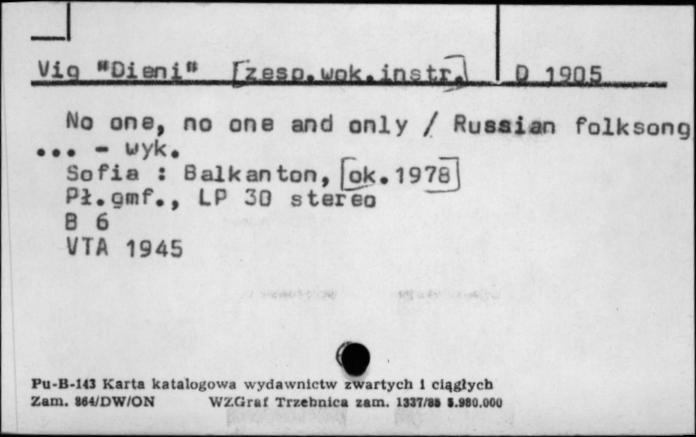 Vig "Dieni" [zesp.wok.instr.] D 1905
No one, no one and only / Russian folksong
... - wyk.
Sofia : Balkanton, [ok.1978]
Pł.gmf., LP 30 stereo
B 6
VTA 1945
Pu-B-143 Karta katalogowa wydawnictw zwartych i ciągłych
Zam. 864/DW/ON WZGraf Trzebnica zam. 1337/85 5.980.000